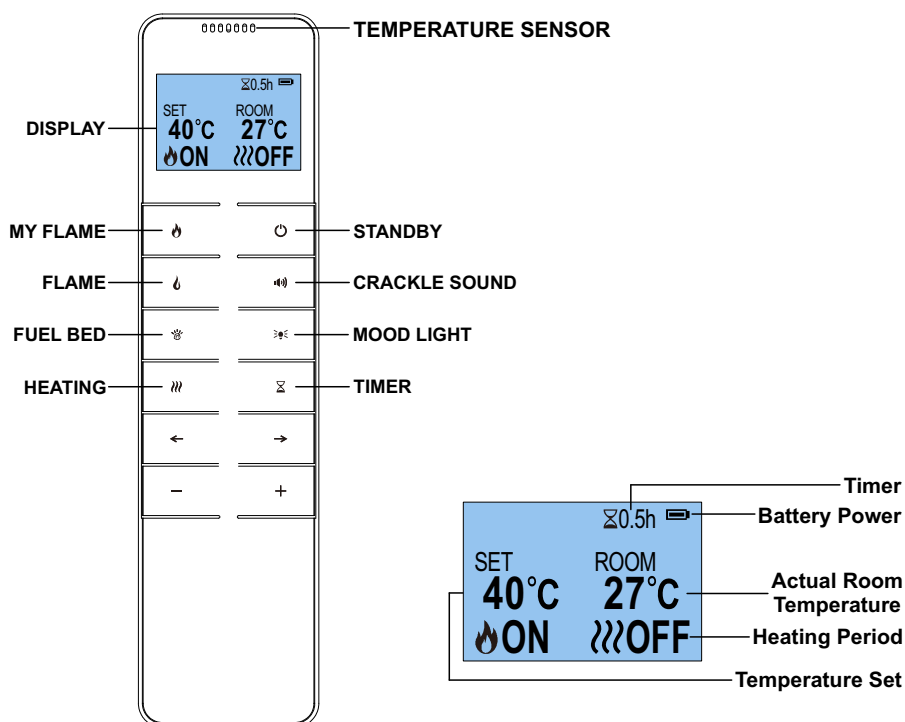 TEMPERATURE SENSOR
0.5h
SET ROOM
40°C 27°C
ON OFF
DISPLAY
MY FLAME
STANDBY
FLAME
CRACKLE SOUND
FUEL BED
MOOD LIGHT
HEATING
TIMER
← →
− +
Timer
0.5h
Battery Power
SET ROOM
40°C 27°C
ON OFF
Actual Room
Temperature
Heating Period
Temperature Set